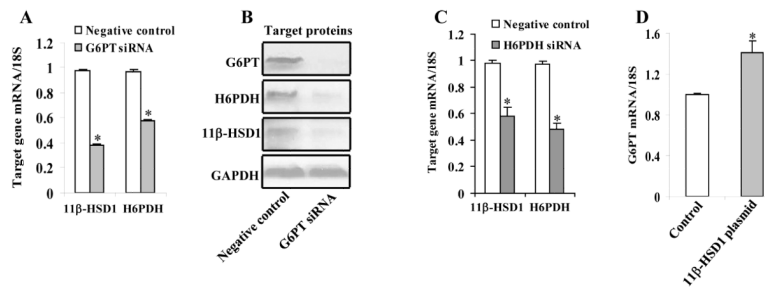 A
Negative control
G6PT siRNA
Target gene mRNA/18S
1.2
1
0.8
0.6
0.4
0.2
0
*
*
11β-HSD1
H6PDH
B
Target proteins
G6PT
H6PDH
11β-HSD1
GAPDH
Negative control
G6PT siRNA
C
Negative control
H6PDH siRNA
Target gene mRNA/18S
1.2
1
0.8
0.6
0.4
0.2
0
*
*
11β-HSD1
H6PDH
D
G6PT mRNA/18S
1.6
1.2
0.8
0.4
0
*
Control
11β-HSD1 plasmid